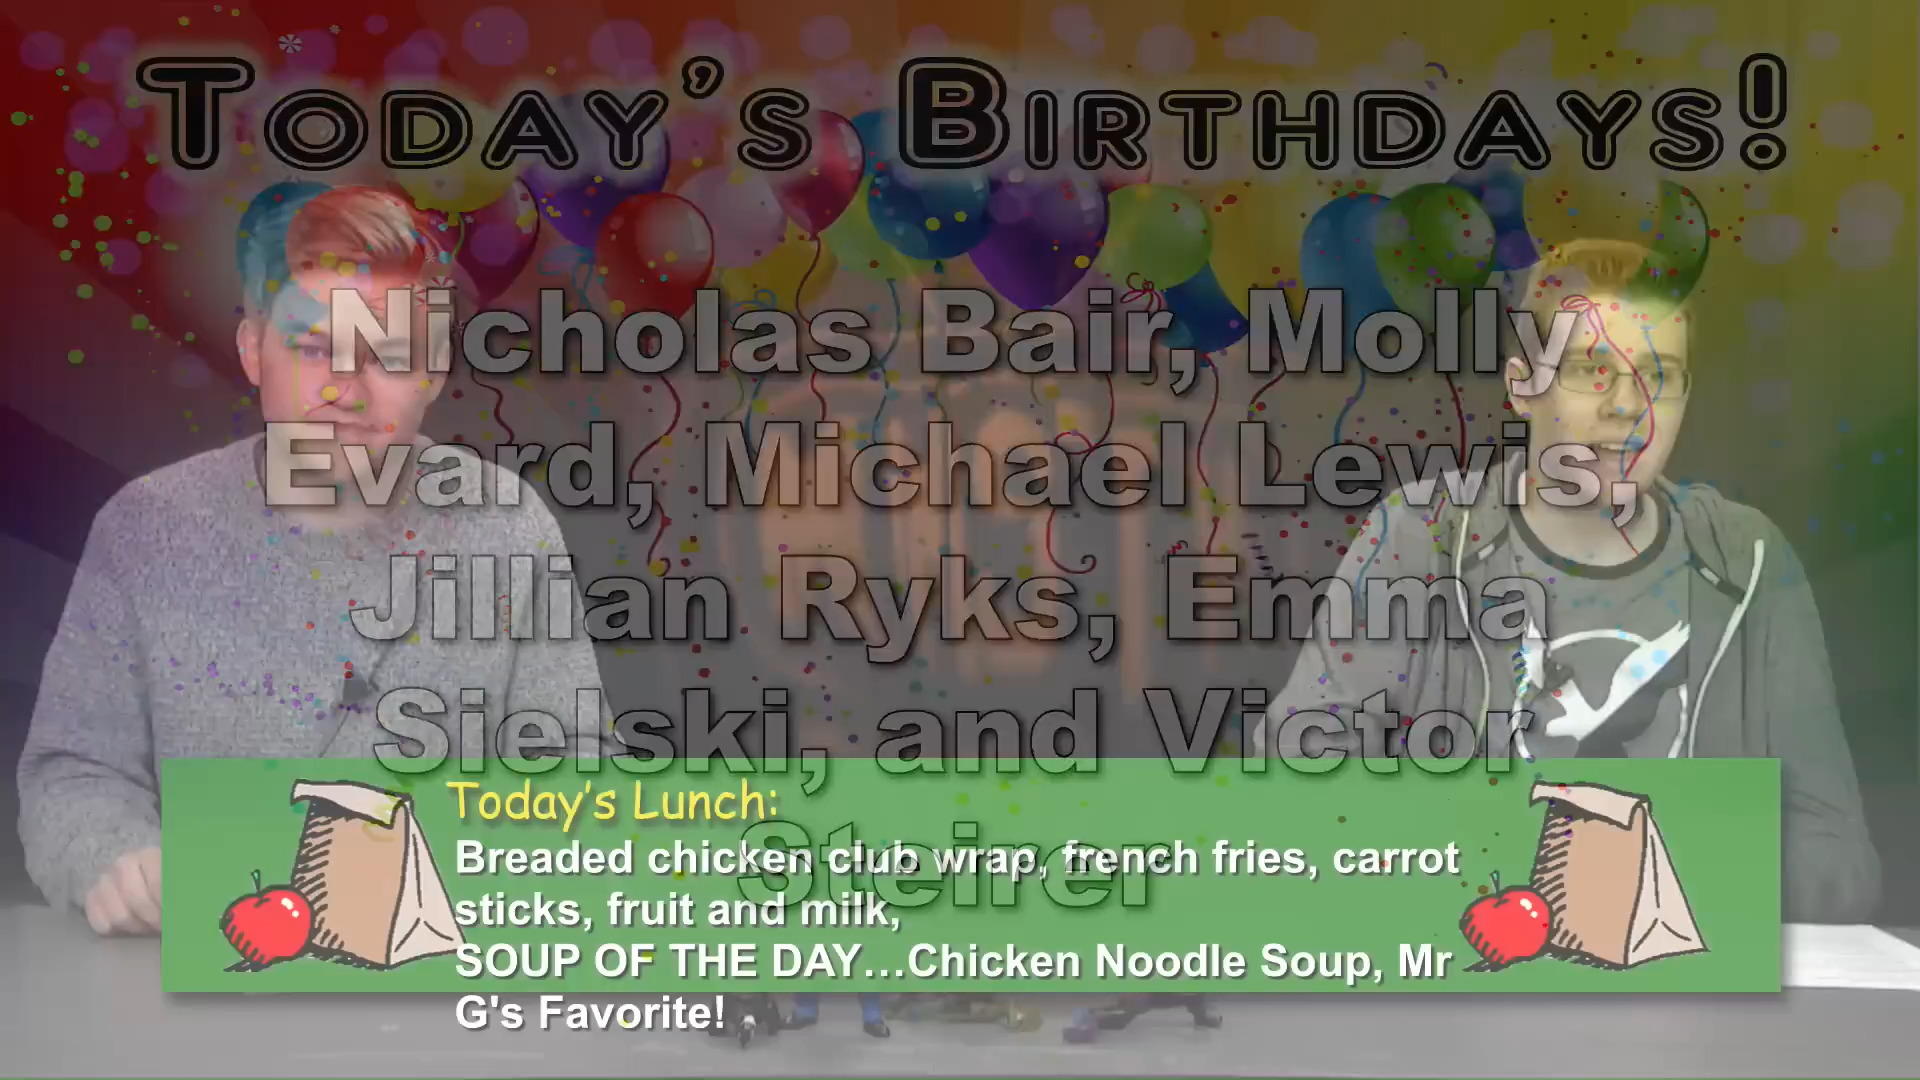 Today's Birthdays!
Nicholas Bair, Molly
Evard, Michael Lewis,
Jillian Ryks, Emma
Sielski, and Victor
Steirer
Today's Lunch:
Breaded chicken club wrap, french fries, carrot
sticks, fruit and milk,
SOUP OF THE DAY...Chicken Noodle Soup, Mr
G's Favorite!